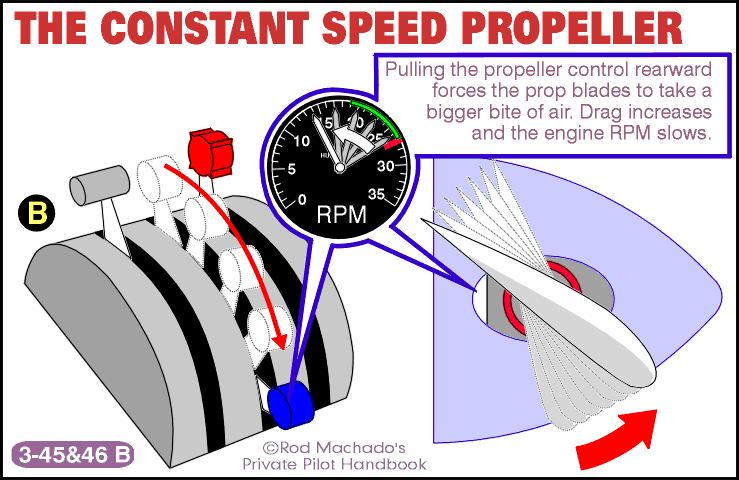 THE CONSTANT SPEED PROPELLER
Pulling the propeller control rearward
forces the prop blades to take a
bigger bite of air. Drag increases
and the engine RPM slows.
B
0
5
10
15
25
30
35
RPM
3-45&46 B
©Rod Machado's
Private Pilot Handbook